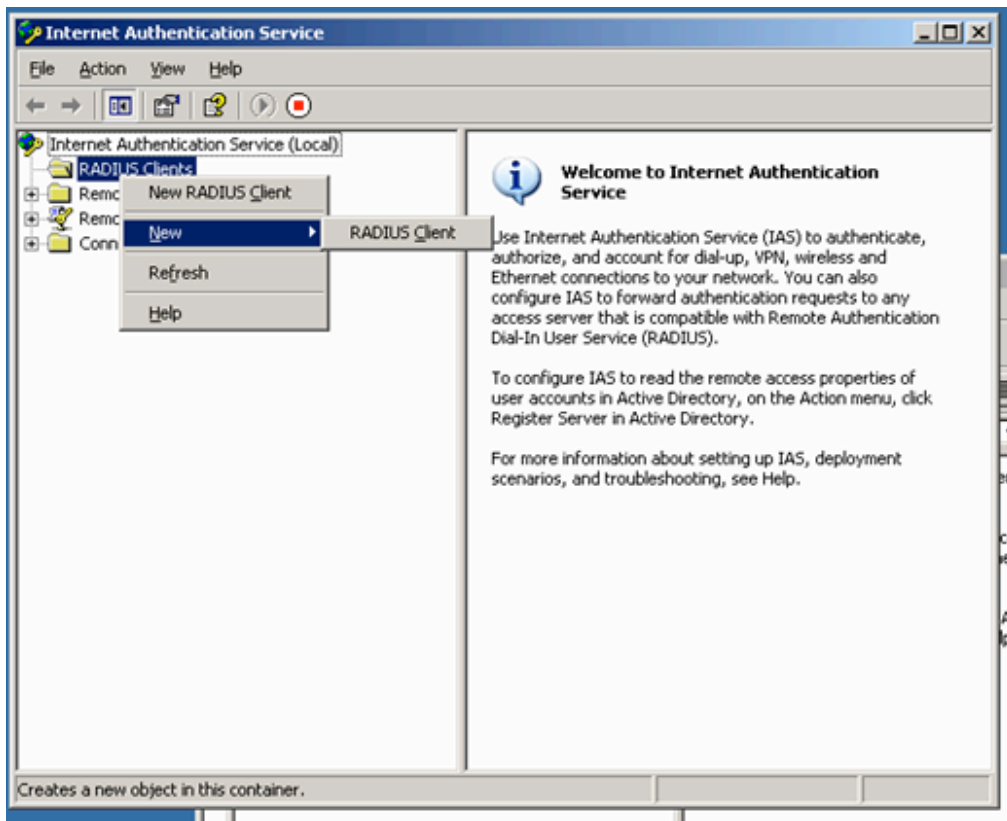 Internet Authentication Service
File Action View Help
Internet Authentication Service (Local)
RADIUS Clients
Remo
Remo
Conn
New RADIUS Client
New
RADIUS Client
Refresh
Help
Welcome to Internet Authentication
Service
Use Internet Authentication Service (IAS) to authenticate,
authorize, and account for dial-up, VPN, wireless and
Ethernet connections to your network. You can also
configure IAS to forward authentication requests to any
access server that is compatible with Remote Authentication
Dial-In User Service (RADIUS).
To configure IAS to read the remote access properties of
user accounts in Active Directory, on the Action menu, click
Register Server in Active Directory.
For more information about setting up IAS, deployment
scenarios, and troubleshooting, see Help.
Creates a new object in this container.